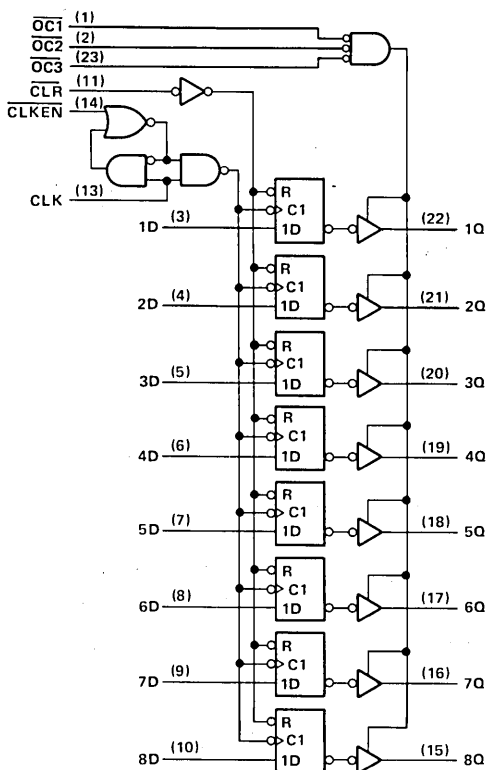 OC1 (1)
OC2 (2)
OC3 (23)
CLR (11)
CLKEN (14)
CLK (13)
R
C1
1D (3) 1D (22) 1Q
R
C1
2D (4) 1D (21) 2Q
R
C1
3D (5) 1D (20) 3Q
R
C1
4D (6) 1D (19) 4Q
R
C1
5D (7) 1D (18) 5Q
R
C1
6D (8) 1D (17) 6Q
R
C1
7D (9) 1D (16) 7Q
R
C1
8D (10) 1D (15) 8Q